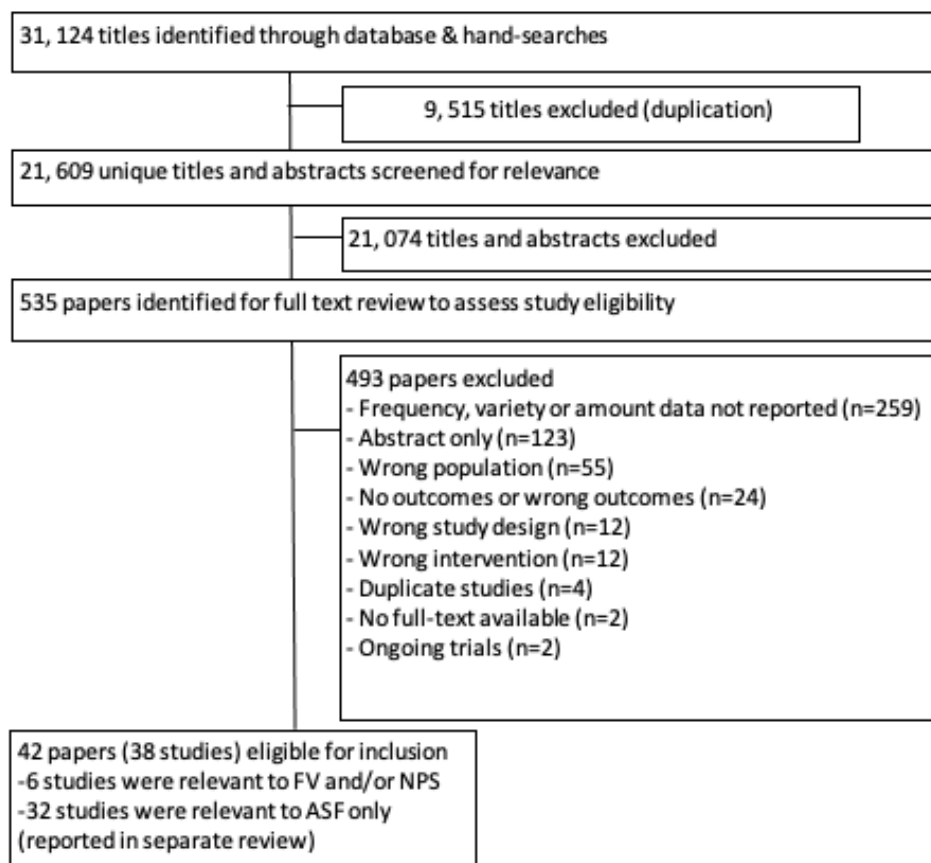 31, 124 titles identified through database & hand-searches
9, 515 titles excluded (duplication)
21, 609 unique titles and abstracts screened for relevance
21, 074 titles and abstracts excluded
535 papers identified for full text review to assess study eligibility
493 papers excluded
- Frequency, variety or amount data not reported (n=259)
- Abstract only (n=123)
- Wrong population (n=55)
- No outcomes or wrong outcomes (n=24)
- Wrong study design (n=12)
- Wrong intervention (n=12)
- Duplicate studies (n=4)
- No full-text available (n=2)
- Ongoing trials (n=2)
42 papers (38 studies) eligible for inclusion
-6 studies were relevant to FV and/or NPS
-32 studies were relevant to ASF only
(reported in separate review)